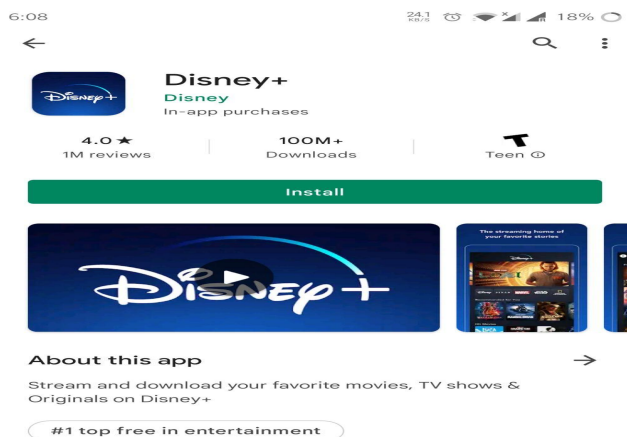 6:08
24.1 KB/S
18%
Disney+
Disney+
Disney
In-app purchases
4.0★
1M reviews
100M+
Downloads
T
Teen
Install
Disney+
The streaming home of
your favorite stories
About this app
Stream and download your favorite movies, TV shows &
Originals on Disney+
#1 top free in entertainment